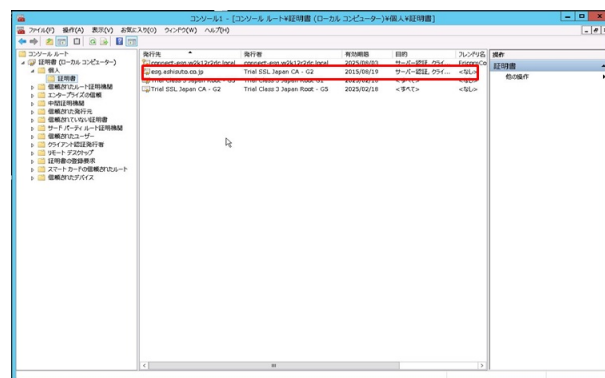 コンソール1 - [コンソール ルート¥証明書 (ローカル コンピューター)¥個人¥証明書]
ファイル(F) 操作(A) 表示(V) お気に入り(O) ウィンドウ(W) ヘルプ(H)
コンソール ルート
証明書 (ローカル コンピューター)
個人
証明書
信頼されたルート証明機関
エンタープライズの信頼
中間証明機関
信頼された発行元
信頼されていない証明書
サード パーティ ルート証明機関
信頼されたユーザー
クライアント認証発行者
リモート デスクトップ
証明書の登録要求
スマート カードの信頼されたルート
信頼されたデバイス
発行先 発行者 有効期限 目的 フレンドリ名
connect-esg.w2k12r2dc.local connect-esg.w2k12r2dc.local 2025/08/03 サーバー認証, クライ...
esg.ashisuto.co.jp Trial SSL Japan CA - G2 2015/08/19 サーバー認証, クライ... <なし>
Trial Class 3 Japan Root - G5 <すべて> <なし>
Trial SSL Japan CA - G2 Trial Class 3 Japan Root - G5 2025/02/18 <すべて> <なし>
操作
証明書
他の操作